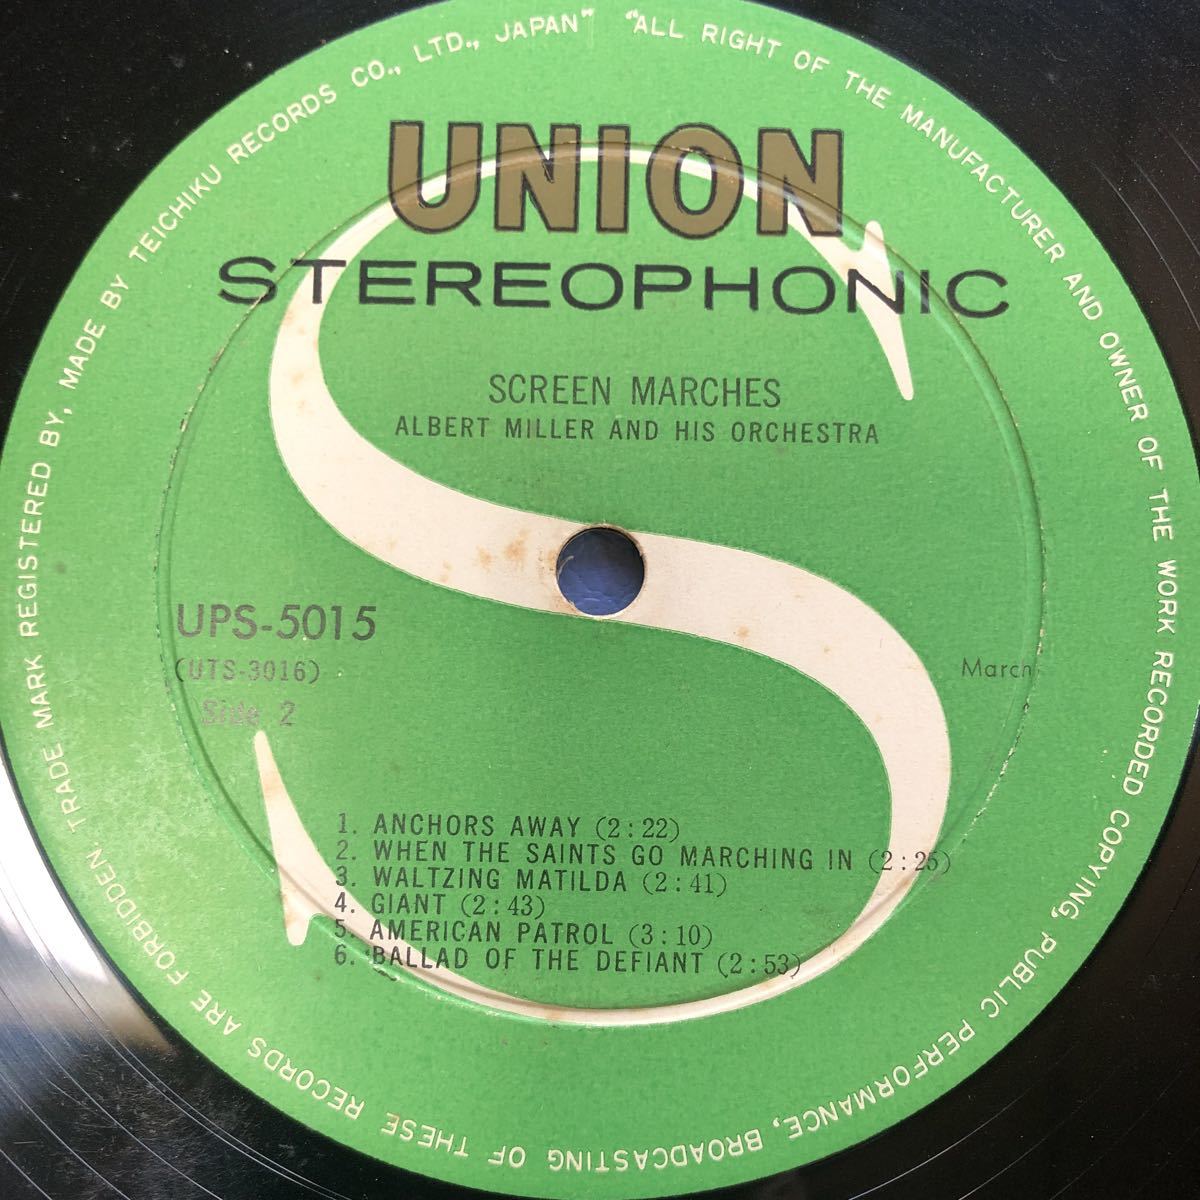 TRADE MARK REGISTERED BY, MADE BY TEICHIKU RECORDS CO., LTD., JAPAN" "ALL RIGHT OF THE MANUFACTURER AND OWNER OF THE WORK RECORDED COPYING, PUBLIC PERFORMANCE, BROADCASTING OF THESE RECORDS ARE FORBIDDEN.
UNION
STEREOPHONIC
SCREEN MARCHES
ALBERT MILLER AND HIS ORCHESTRA
UPS-5015
(UTS-3016)
Side 2
March
1. ANCHORS AWAY (2:22)
2. WHEN THE SAINTS GO MARCHING IN (2:25)
3. WALTZING MATILDA (2:41)
4. GIANT (2:43)
5. AMERICAN PATROL (3:10)
6. BALLAD OF THE DEFIANT (2:53)